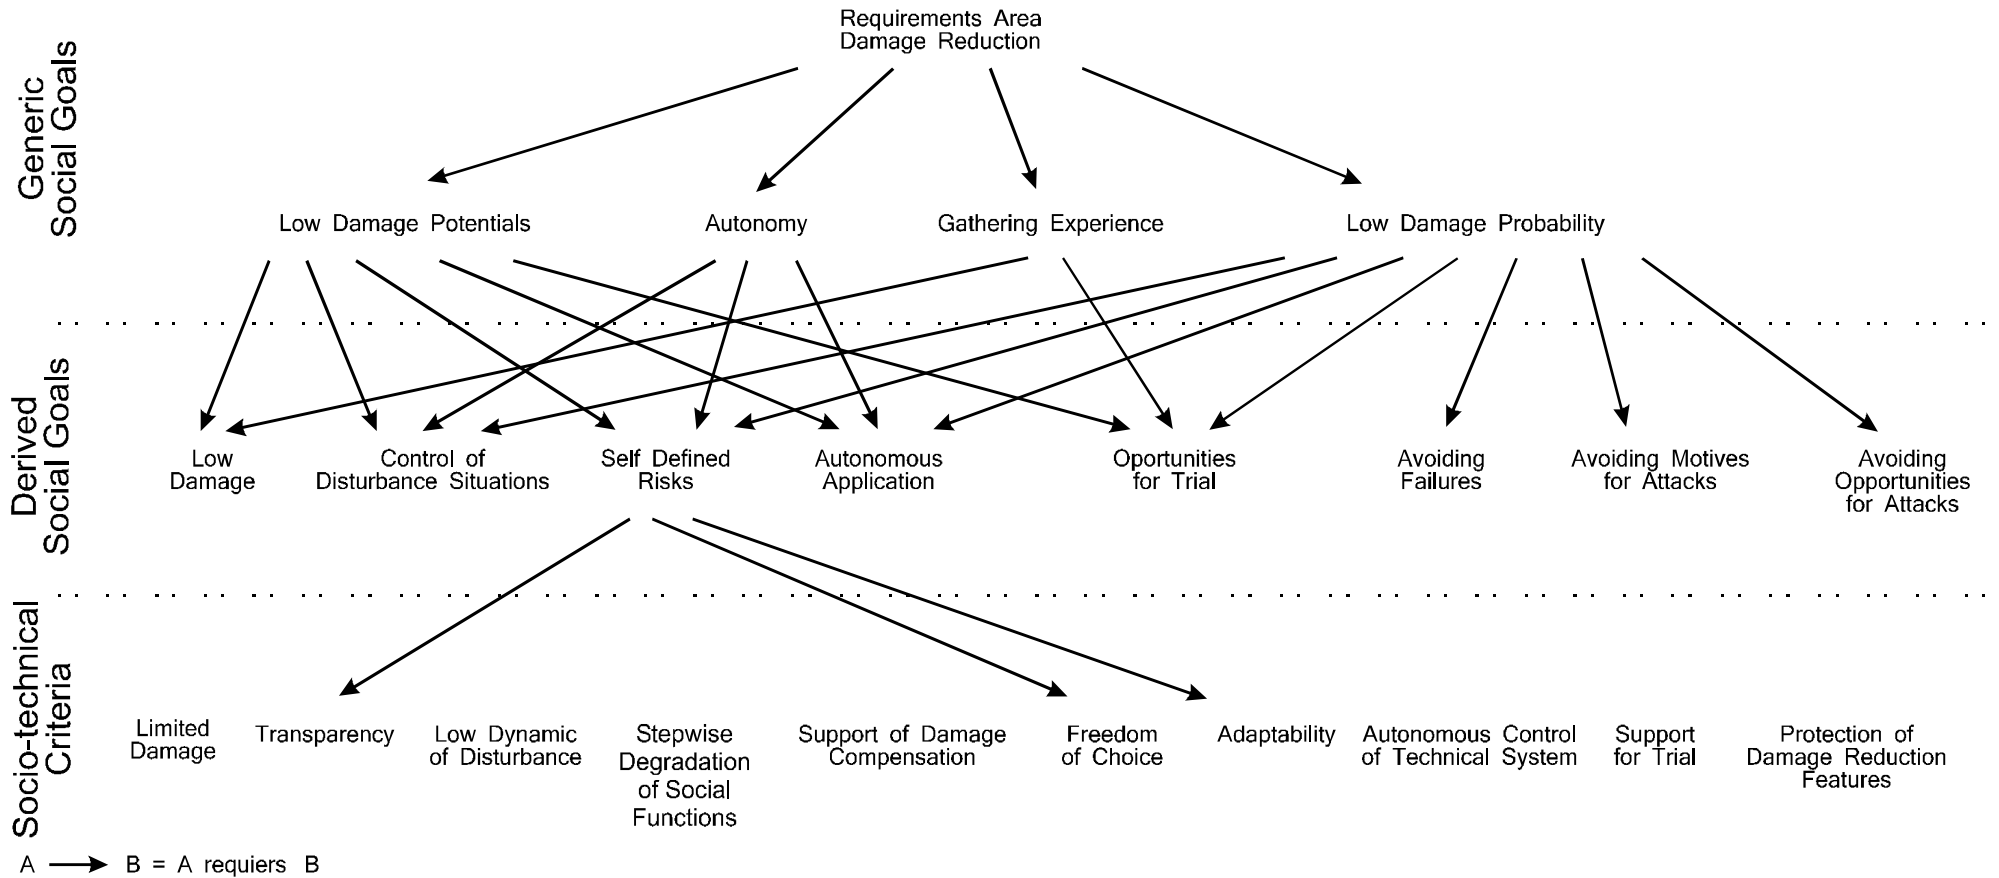 Requirements Area
Damage Reduction
Generic
Social Goals
Low Damage Potentials
Autonomy
Gathering Experience
Low Damage Probability
Derived
Social Goals
Low
Damage
Control of
Disturbance Situations
Self Defined
Risks
Autonomous
Application
Oportunities
for Trial
Avoiding
Failures
Avoiding Motives
for Attacks
Avoiding
Opportunities
for Attacks
Socio-technical
Criteria
Limited
Damage
Transparency
Low Dynamic
of Disturbance
Stepwise
Degradation
of Social
Functions
Support of Damage
Compensation
Freedom
of Choice
Adaptability
Autonomous Control
of Technical System
Support
for Trial
Protection of
Damage Reduction
Features
A B = A requiers B